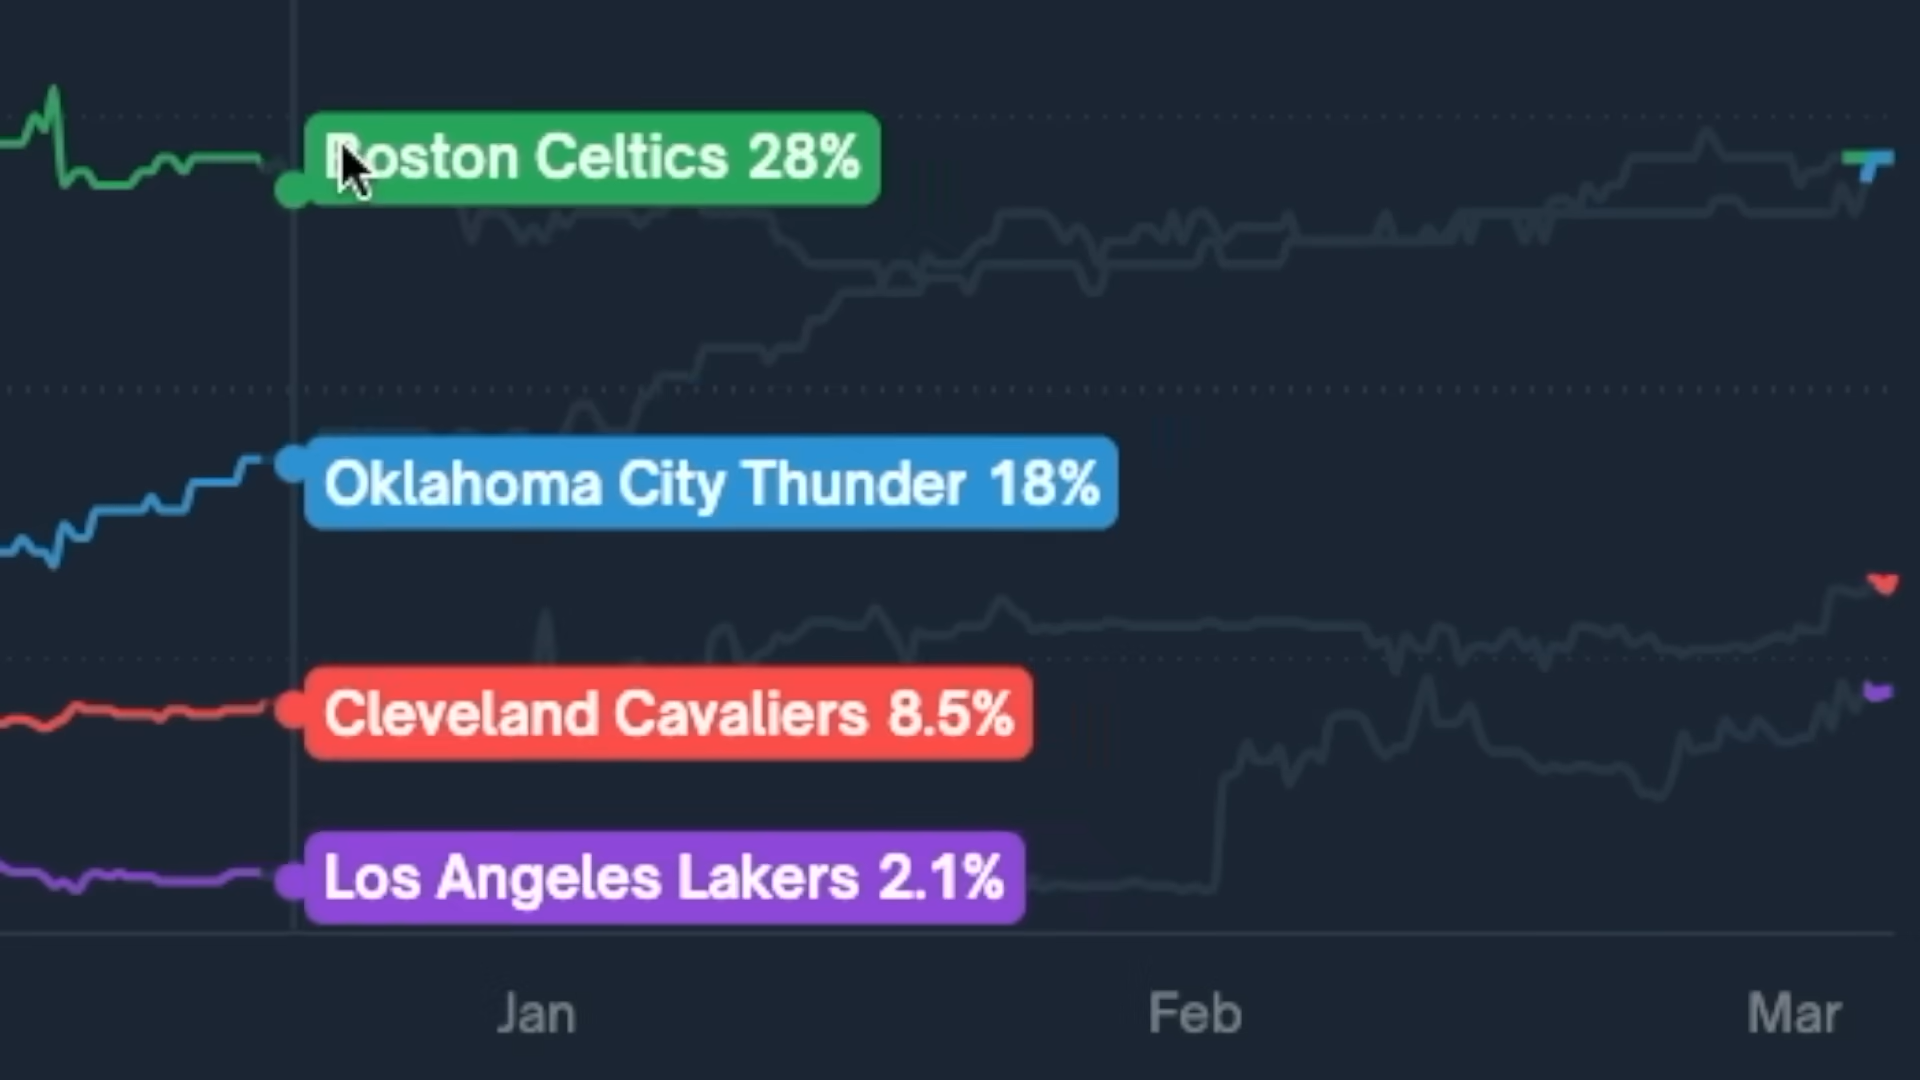 Boston Celtics 28%
Oklahoma City Thunder 18%
Cleveland Cavaliers 8.5%
Los Angeles Lakers 2.1%
Jan Feb Mar